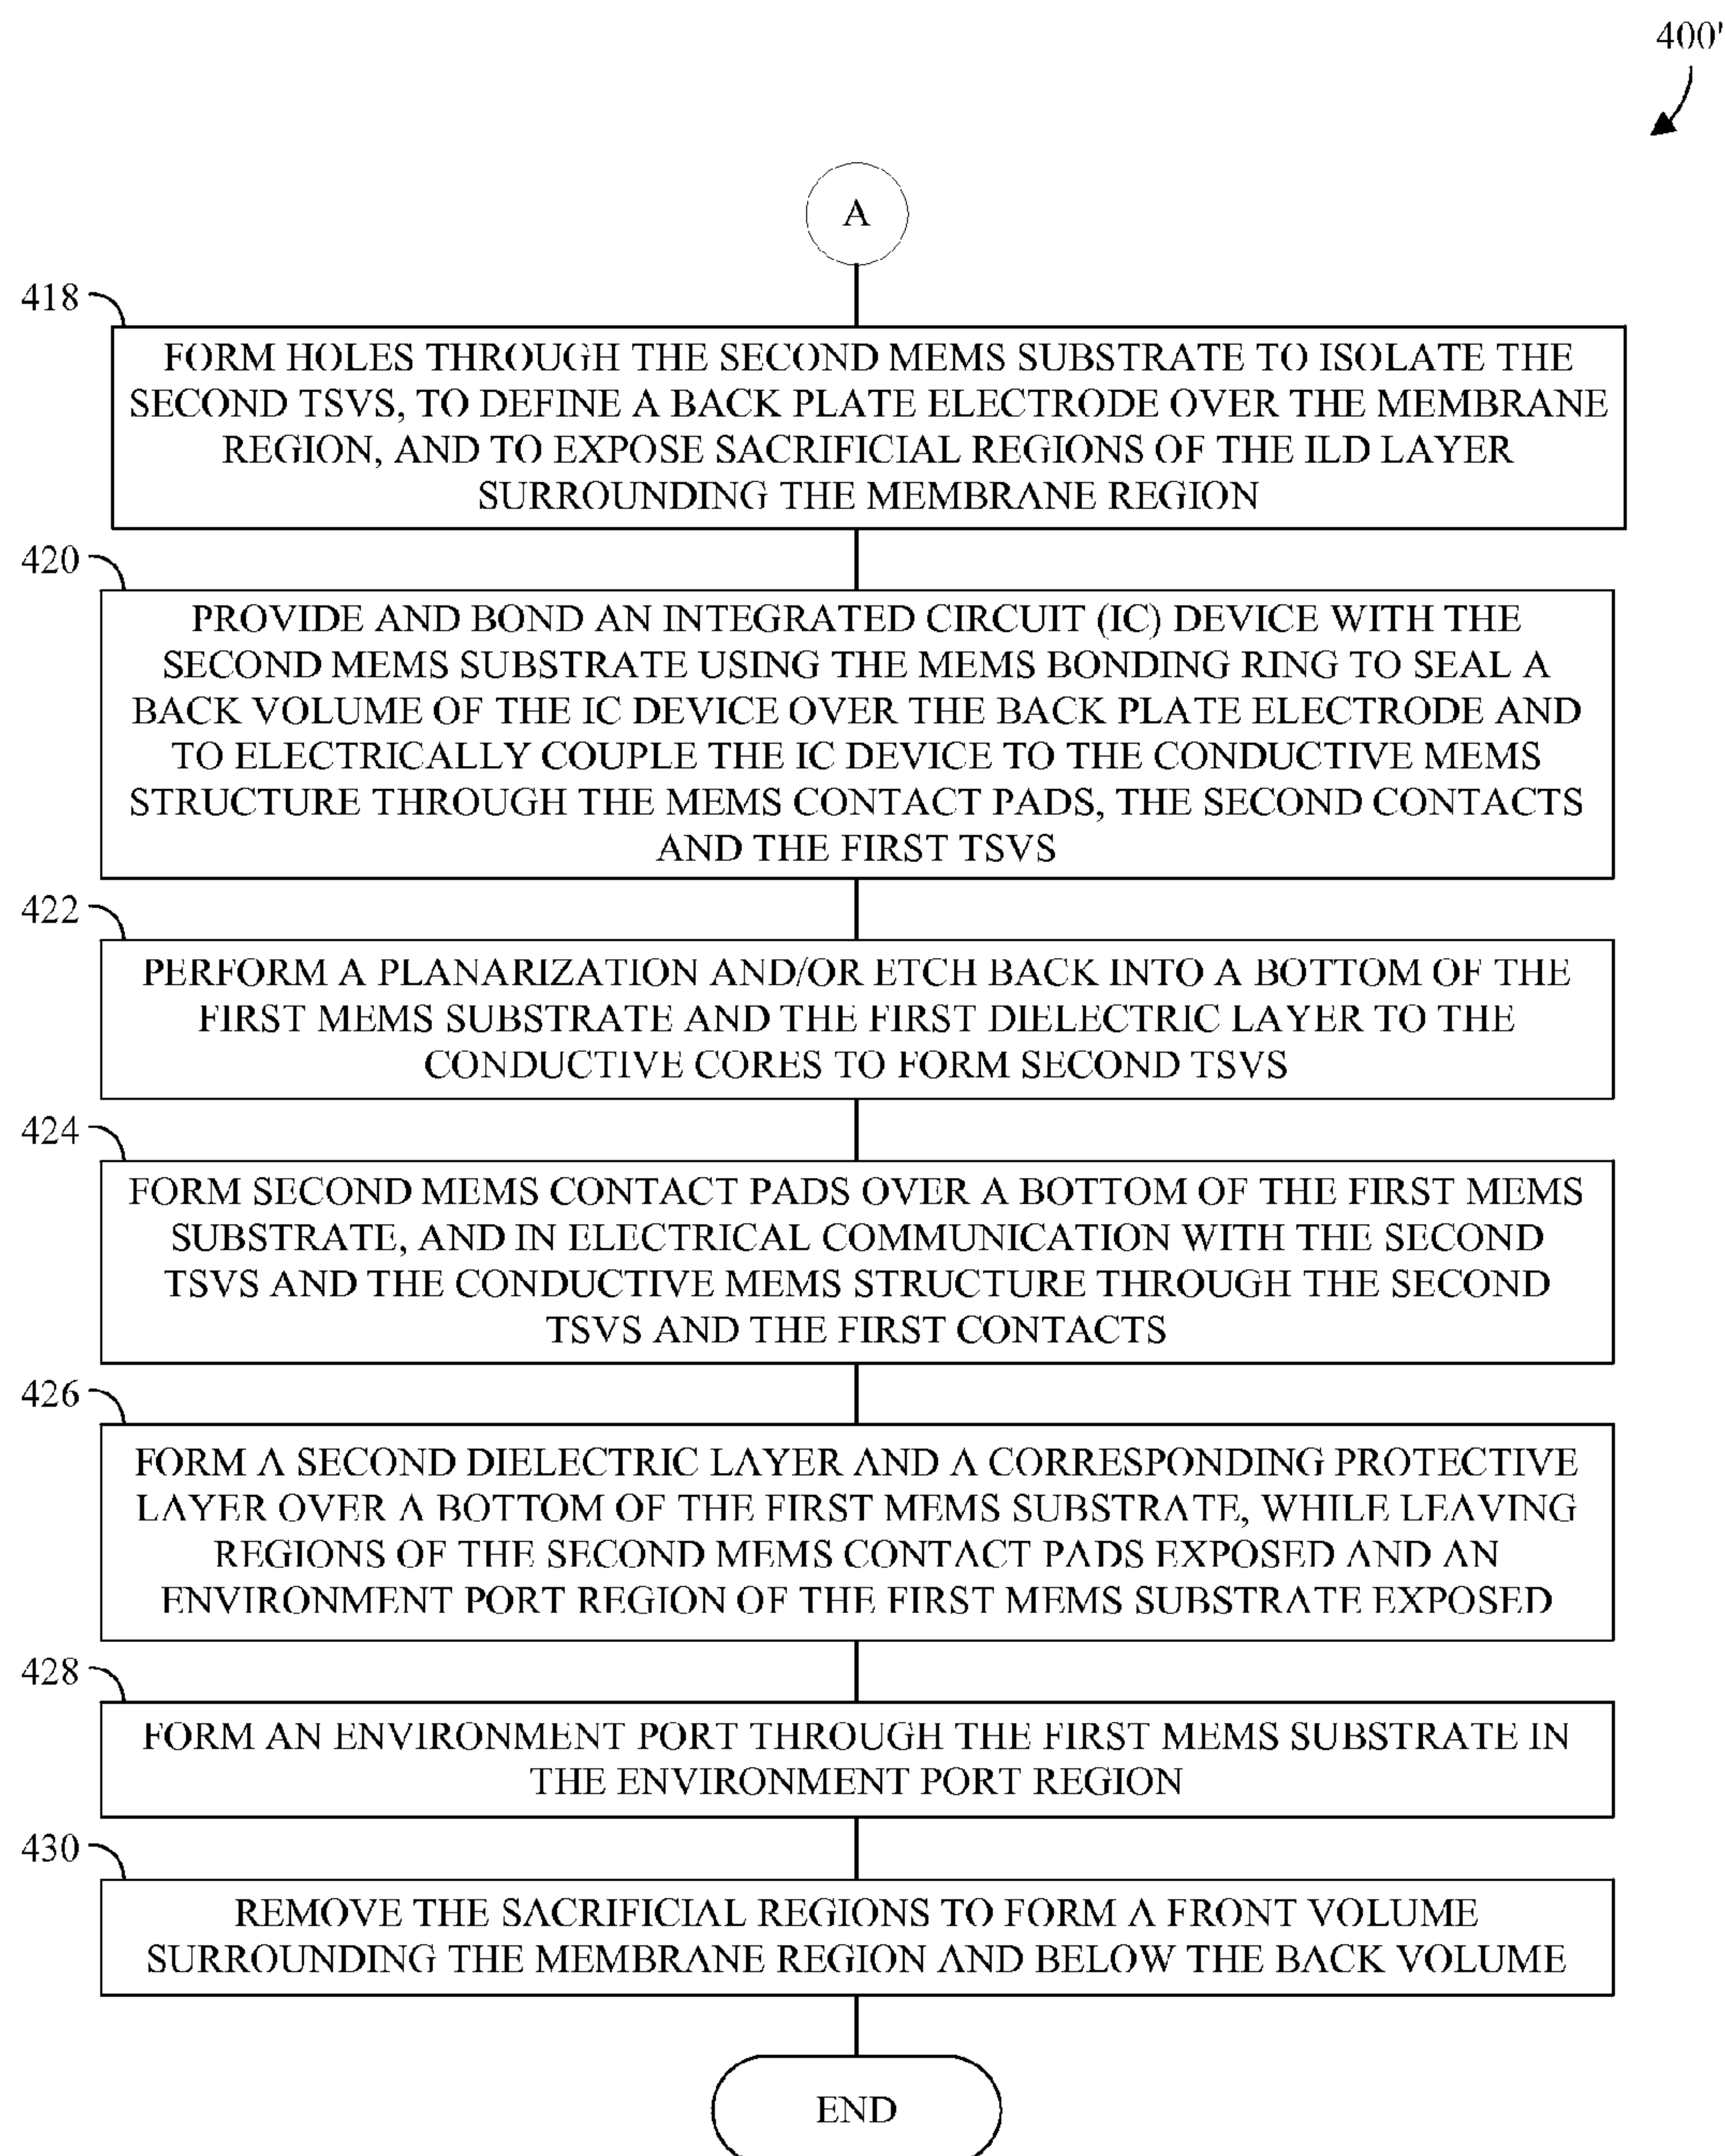 400'
A
418
FORM HOLES THROUGH THE SECOND MEMS SUBSTRATE TO ISOLATE THE
SECOND TSVS, TO DEFINE A BACK PLATE ELECTRODE OVER THE MEMBRANE
REGION, AND TO EXPOSE SACRIFICIAL REGIONS OF THE ILD LAYER
SURROUNDING THE MEMBRANE REGION
420
PROVIDE AND BOND AN INTEGRATED CIRCUIT (IC) DEVICE WITH THE
SECOND MEMS SUBSTRATE USING THE MEMS BONDING RING TO SEAL A
BACK VOLUME OF THE IC DEVICE OVER THE BACK PLATE ELECTRODE AND
TO ELECTRICALLY COUPLE THE IC DEVICE TO THE CONDUCTIVE MEMS
STRUCTURE THROUGH THE MEMS CONTACT PADS, THE SECOND CONTACTS
AND THE FIRST TSVS
422
PERFORM A PLANARIZATION AND/OR ETCH BACK INTO A BOTTOM OF THE
FIRST MEMS SUBSTRATE AND THE FIRST DIELECTRIC LAYER TO THE
CONDUCTIVE CORES TO FORM SECOND TSVS
424
FORM SECOND MEMS CONTACT PADS OVER A BOTTOM OF THE FIRST MEMS
SUBSTRATE, AND IN ELECTRICAL COMMUNICATION WITH THE SECOND
TSVS AND THE CONDUCTIVE MEMS STRUCTURE THROUGH THE SECOND
TSVS AND THE FIRST CONTACTS
426
FORM A SECOND DIELECTRIC LAYER AND A CORRESPONDING PROTECTIVE
LAYER OVER A BOTTOM OF THE FIRST MEMS SUBSTRATE, WHILE LEAVING
REGIONS OF THE SECOND MEMS CONTACT PADS EXPOSED AND AN
ENVIRONMENT PORT REGION OF THE FIRST MEMS SUBSTRATE EXPOSED
428
FORM AN ENVIRONMENT PORT THROUGH THE FIRST MEMS SUBSTRATE IN
THE ENVIRONMENT PORT REGION
430
REMOVE THE SACRIFICIAL REGIONS TO FORM A FRONT VOLUME
SURROUNDING THE MEMBRANE REGION AND BELOW THE BACK VOLUME
END